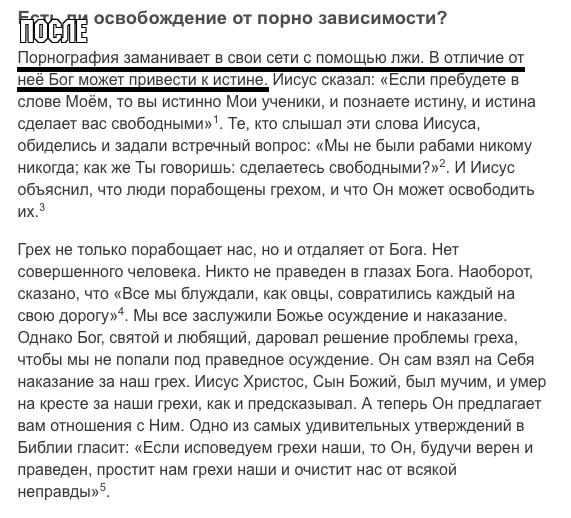 Есть ли освобождение от порно зависимости?
ПОСЛЕ
Порнография заманивает в свои сети с помощью лжи. В отличие от
неё Бог может привести к истине. Иисус сказал: «Если пребудете в
слове Моём, то вы истинно Мои ученики, и познаете истину, и истина
сделает вас свободными»¹. Те, кто слышал эти слова Иисуса,
обиделись и задали встречный вопрос: «Мы не были рабами никому
никогда; как же Ты говоришь: сделаетесь свободными?»². И Иисус
объяснил, что люди порабощены грехом, и что Он может освободить
их.³
Грех не только порабощает нас, но и отдаляет от Бога. Нет
совершенного человека. Никто не праведен в глазах Бога. Наоборот,
сказано, что «Все мы блуждали, как овцы, совратились каждый на
свою дорогу»⁴. Мы все заслужили Божье осуждение и наказание.
Однако Бог, святой и любящий, даровал решение проблемы греха,
чтобы мы не попали под праведное осуждение. Он сам взял на Себя
наказание за наш грех. Иисус Христос, Сын Божий, был мучим, и умер
на кресте за наши грехи, как и предсказывал. А теперь Он предлагает
вам отношения с Ним. Одно из самых удивительных утверждений в
Библии гласит: «Если исповедуем грехи наши, то Он, будучи верен и
праведен, простит нам грехи наши и очистит нас от всякой
неправды»⁵.